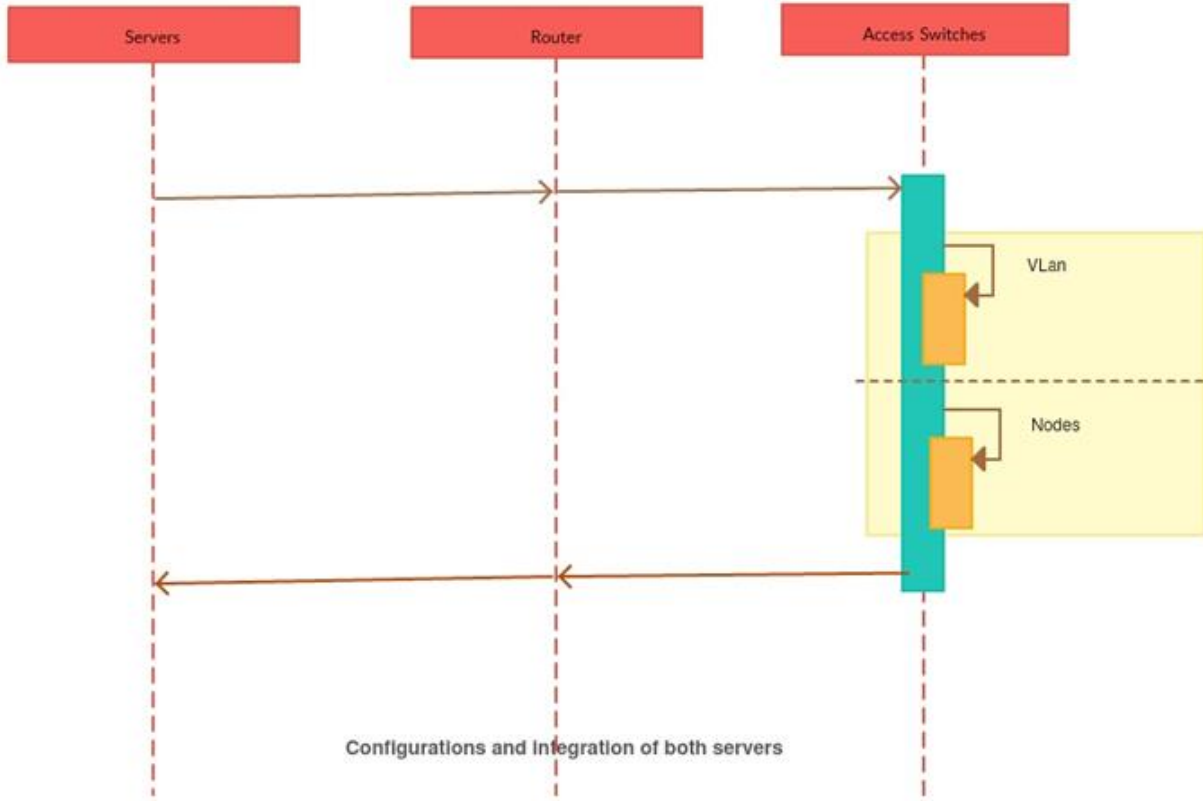 Servers
Router
Access Switches
VLan
Nodes
Configurations and integration of both servers